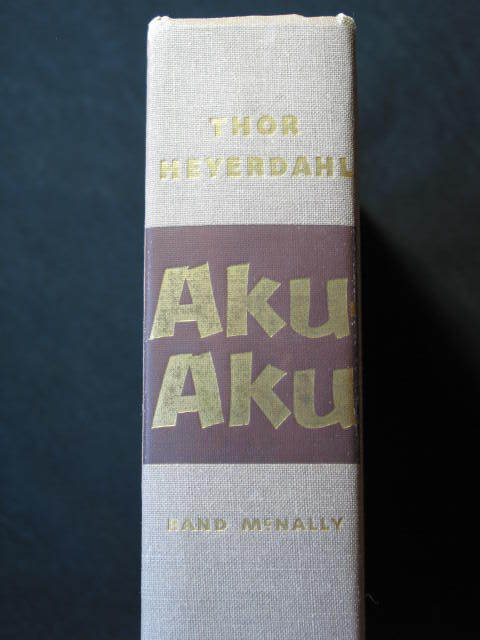 THOR
HEYERDAHL
Aku-
Aku
RAND McNALLY